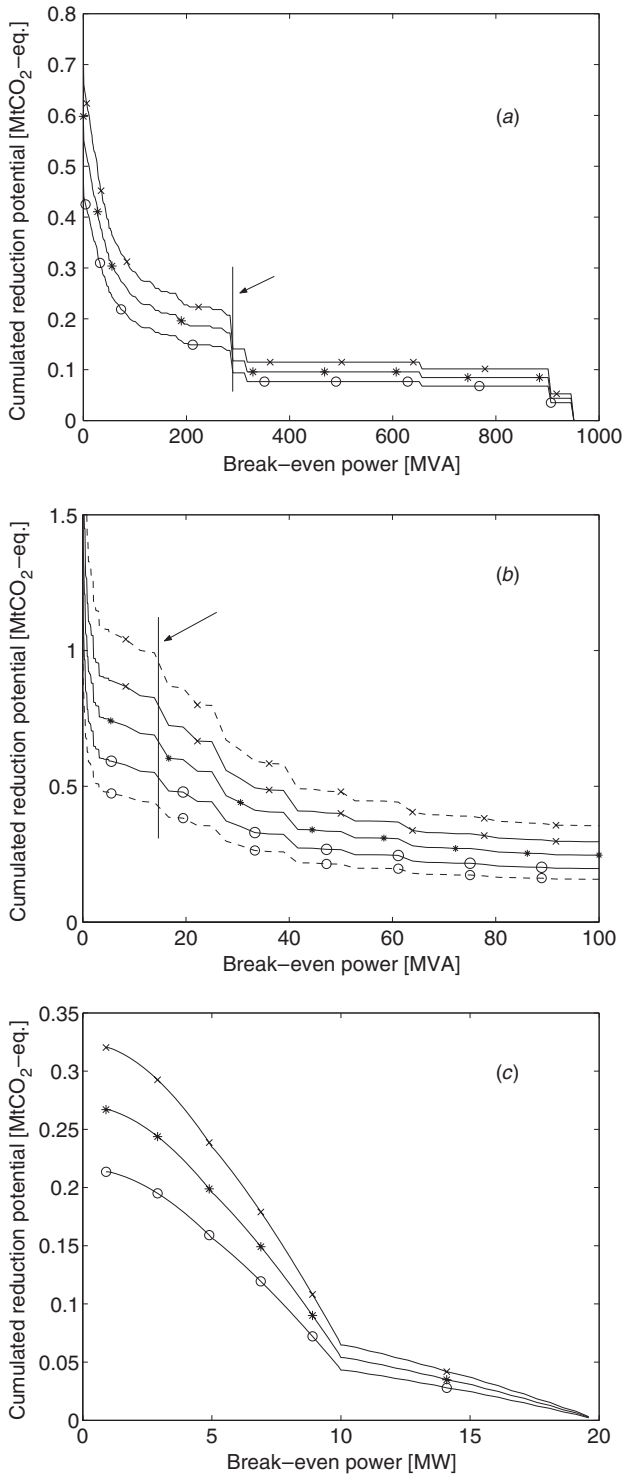 0.8
0.7
0.6
0.5
0.4
0.3
0.2
0.1
0
Cumulated reduction potential [MtCO2–eq.]
(a)
0 200 400 600 800 1000
Break–even power [MVA]
1.5
1
0.5
0
Cumulated reduction potential [MtCO2–eq.]
(b)
0 20 40 60 80 100
Break–even power [MVA]
0.35
0.3
0.25
0.2
0.15
0.1
0.05
0
Cumulated reduction potential [MtCO2–eq.]
(c)
0 5 10 15 20
Break–even power [MW]